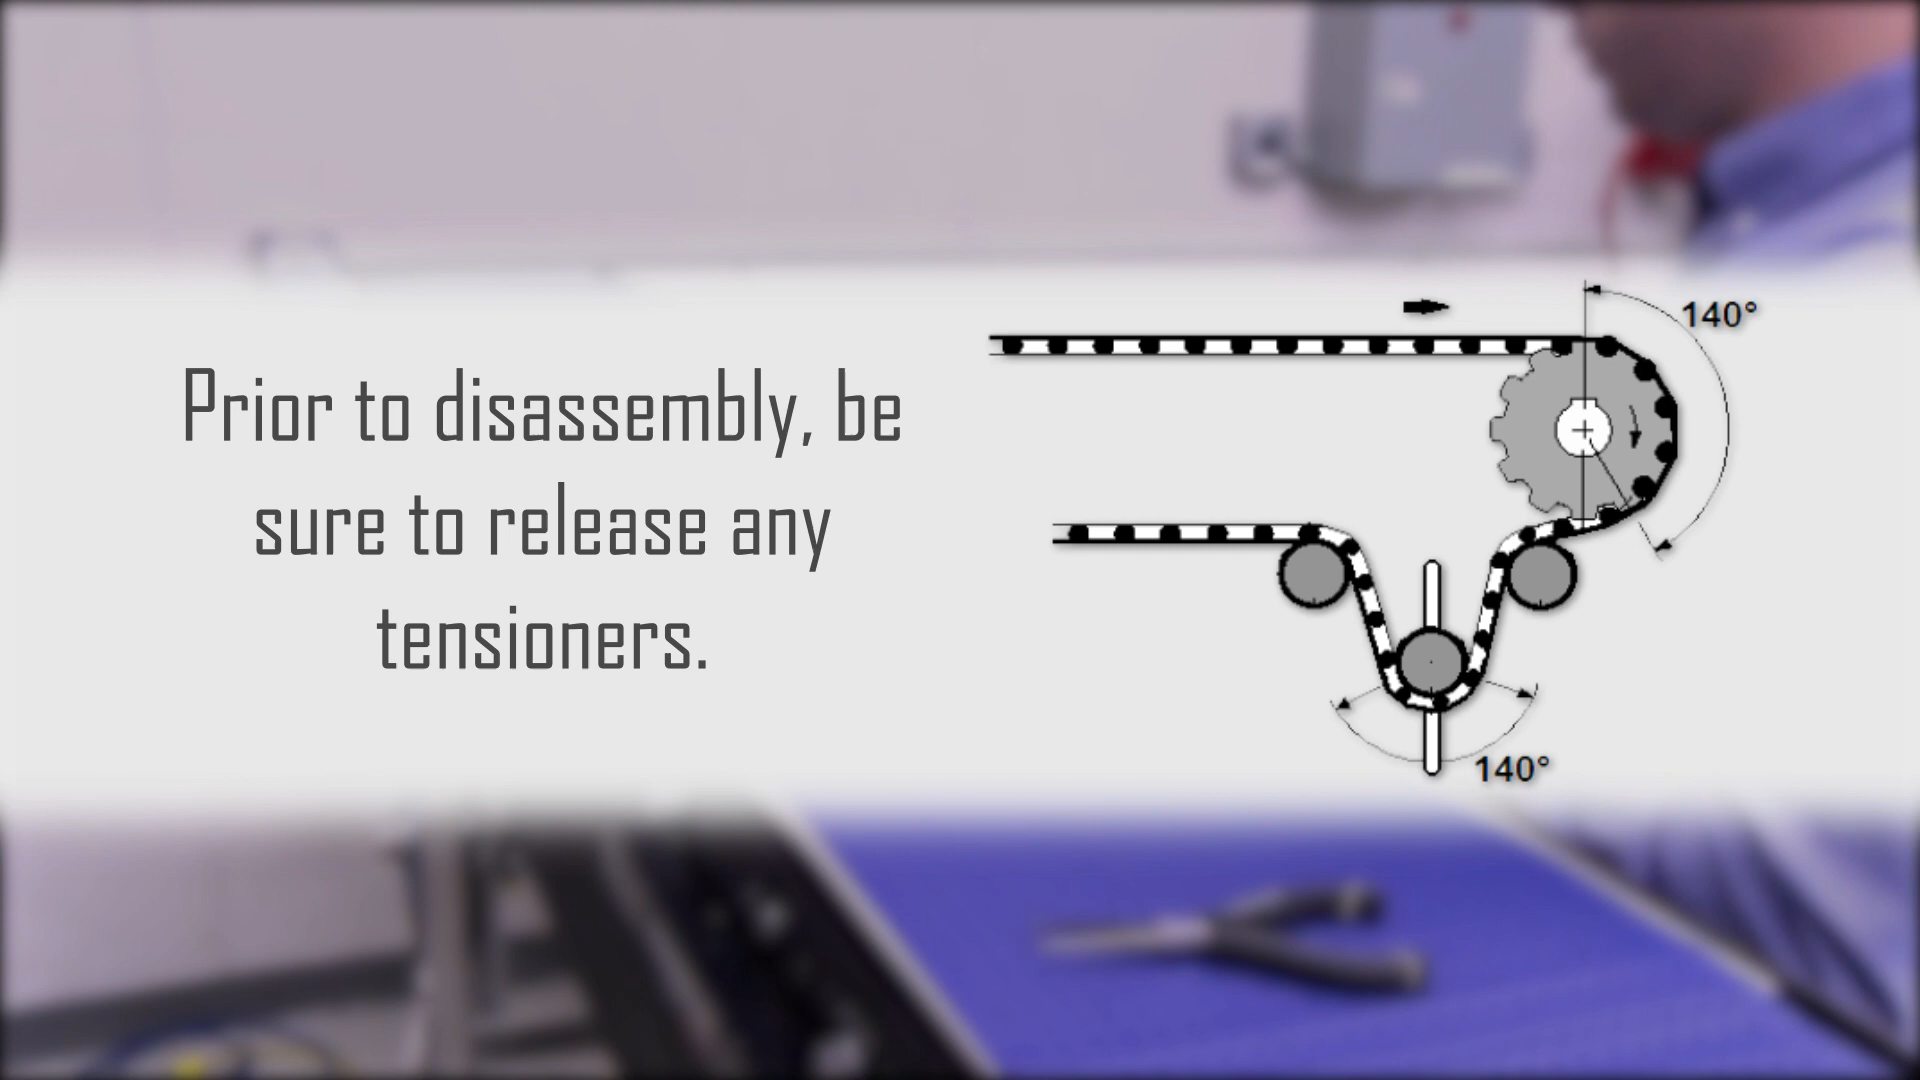 Prior to disassembly, be
sure to release any
tensioners.
140°
140°